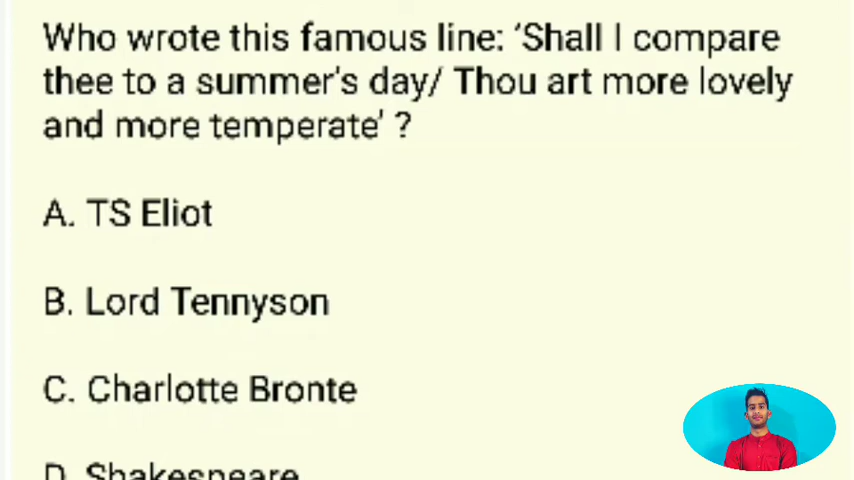 Who wrote this famous line: 'Shall I compare
thee to a summer's day/ Thou art more lovely
and more temperate' ?
A. TS Eliot
B. Lord Tennyson
C. Charlotte Bronte
D. Shakespeare